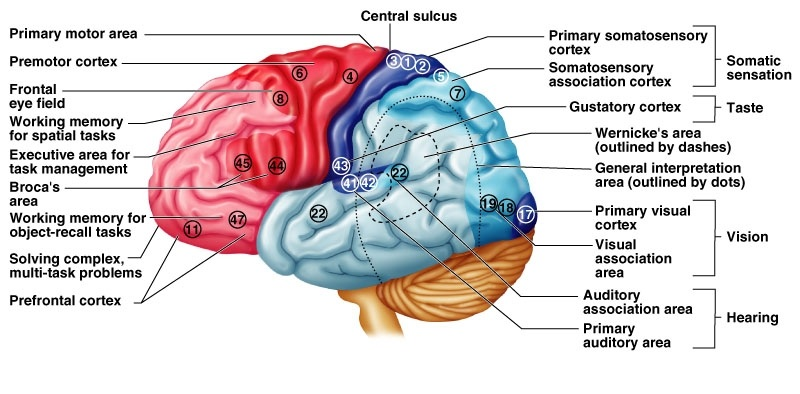 Central sulcus
Primary motor area
Premotor cortex
Frontal
eye field
Working memory
for spatial tasks
Executive area for
task management
Broca's
area
Working memory for
object-recall tasks
Solving complex,
multi-task problems
Prefrontal cortex
6
8
4
3 1 2
5
7
45
44
43
41 42
22
22
47
11
19 18 17
Primary somatosensory
cortex
Somatosensory
association cortex
Somatic
sensation
Gustatory cortex
Taste
Wernicke's area
(outlined by dashes)
General interpretation
area (outlined by dots)
Primary visual
cortex
Visual
association
area
Vision
Auditory
association area
Primary
auditory area
Hearing